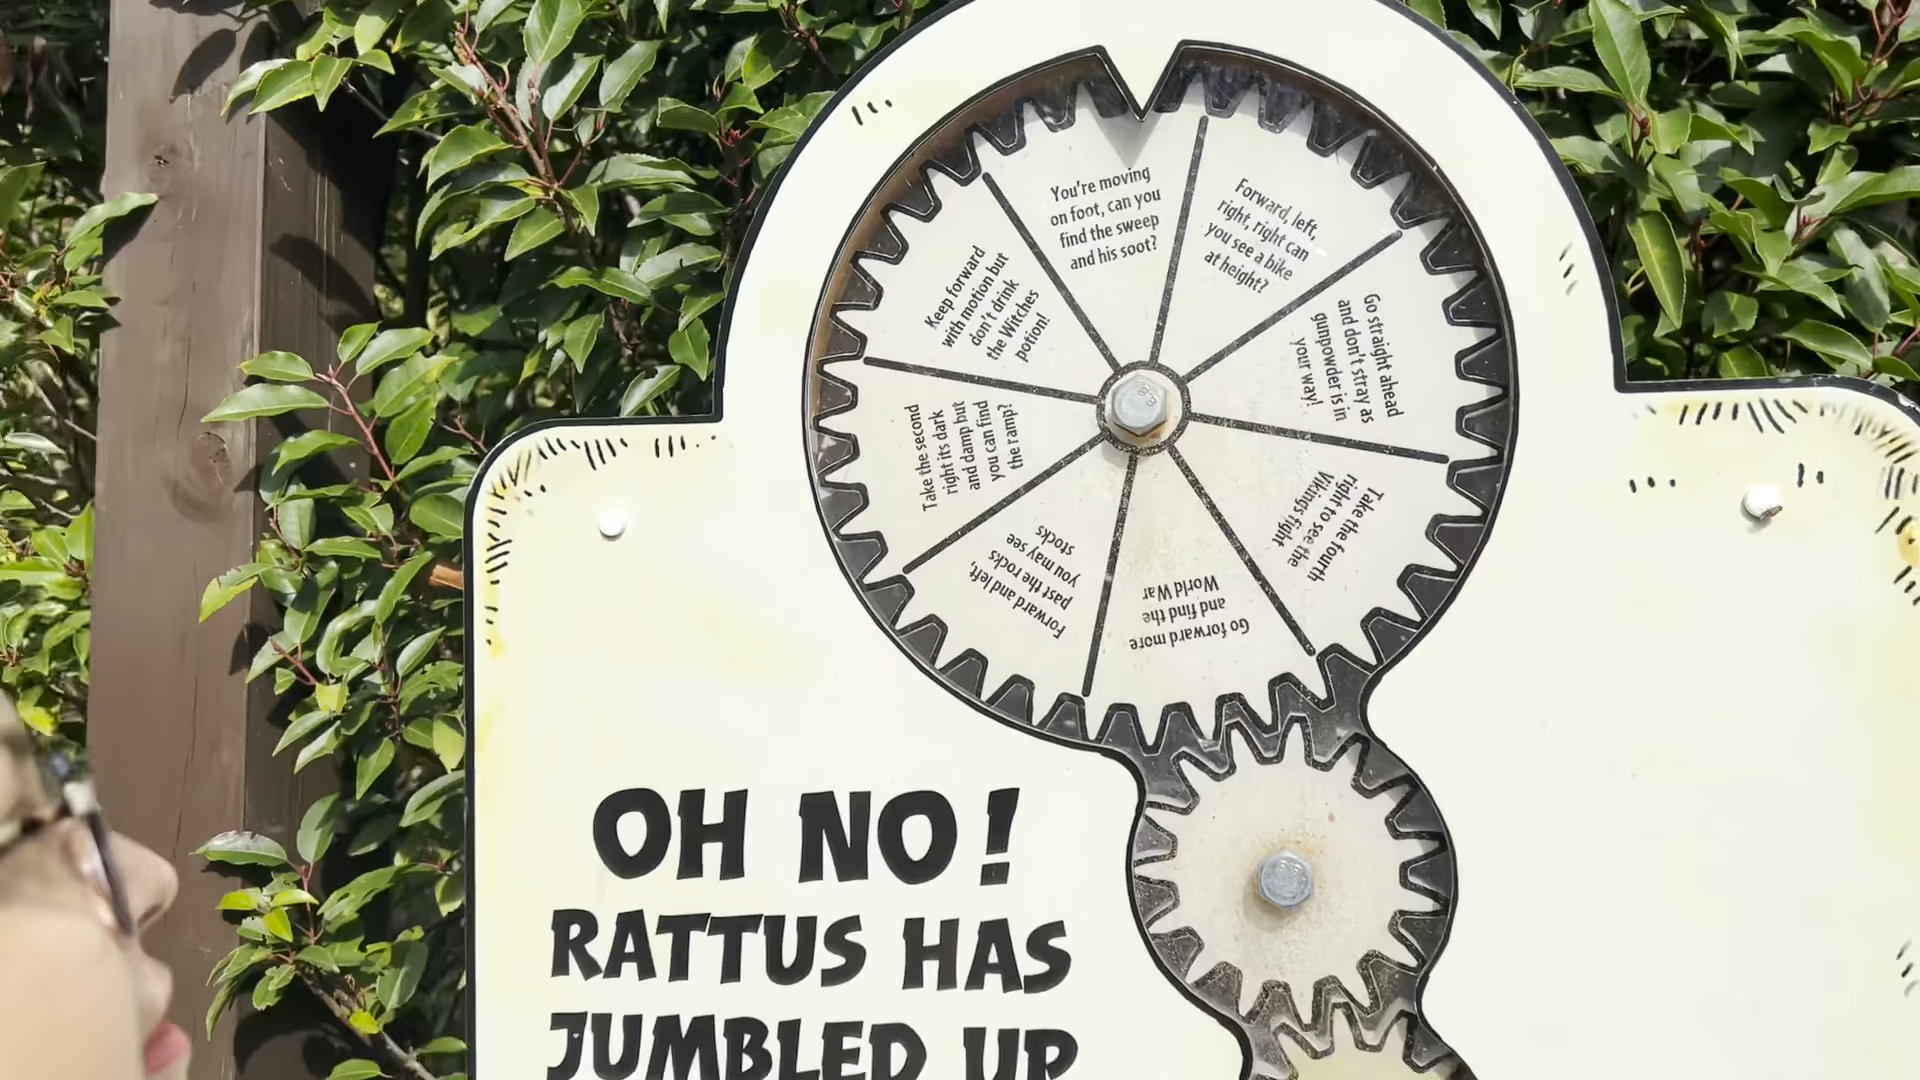 You're moving
on foot, can you
find the sweep
and his soot?
Forward, left,
right, right can
you see a bike
at height?
Go straight ahead
and don't stray as
gunpowder is in
your way!
Take the fourth
right to see the
Vikings fight
Go forward more
and find the
World War
Forward and left,
past the rocks
you may see
stocks
Take the second
right its dark
and damp but
you can find
the ramp?
Keep forward
with motion but
don't drink
the Witches
potion!
OH NO!
RATTUS HAS
JUMBLED UP